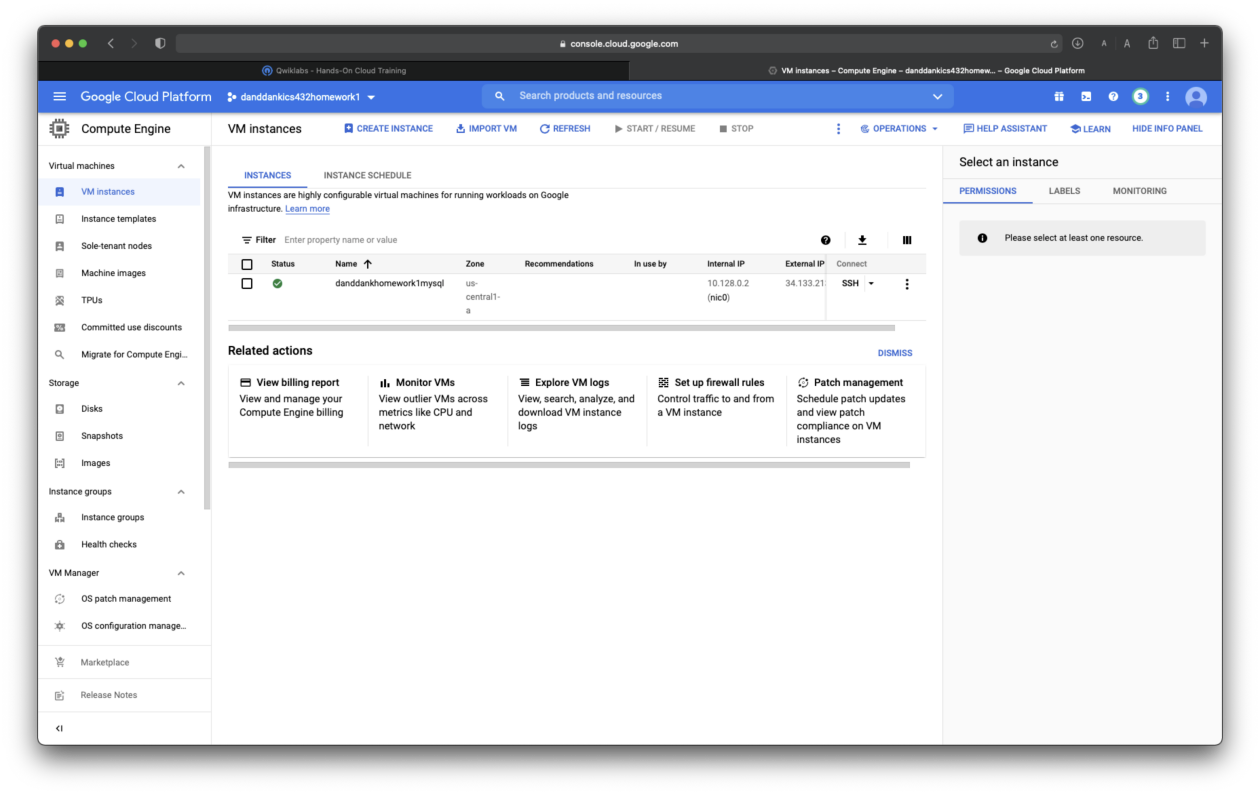 console.cloud.google.com
A A
Qwiklabs - Hands-On Cloud Training
VM instances – Compute Engine – danddankics432homew... – Google Cloud Platform
Google Cloud Platform
danddankics432homework1
Search products and resources
3
Compute Engine
VM instances
CREATE INSTANCE
IMPORT VM
REFRESH
START / RESUME
STOP
OPERATIONS
HELP ASSISTANT
LEARN
HIDE INFO PANEL
Virtual machines
VM instances
Instance templates
Sole-tenant nodes
Machine images
TPUs
Committed use discounts
Migrate for Compute Engi...
Storage
Disks
Snapshots
Images
Instance groups
Instance groups
Health checks
VM Manager
OS patch management
OS configuration manage...
Marketplace
Release Notes
INSTANCES
INSTANCE SCHEDULE
VM instances are highly configurable virtual machines for running workloads on Google
infrastructure. Learn more
Filter Enter property name or value
Status Name Zone Recommendations In use by Internal IP External IP Connect
danddankhomework1mysql us- 10.128.0.2 34.133.21 SSH
central1- (nic0)
a
Related actions
DISMISS
View billing report
View and manage your
Compute Engine billing
Monitor VMs
View outlier VMs across
metrics like CPU and
network
Explore VM logs
View, search, analyze, and
download VM instance
logs
Set up firewall rules
Control traffic to and from
a VM instance
Patch management
Schedule patch updates
and view patch
compliance on VM
instances
Select an instance
PERMISSIONS
LABELS
MONITORING
Please select at least one resource.